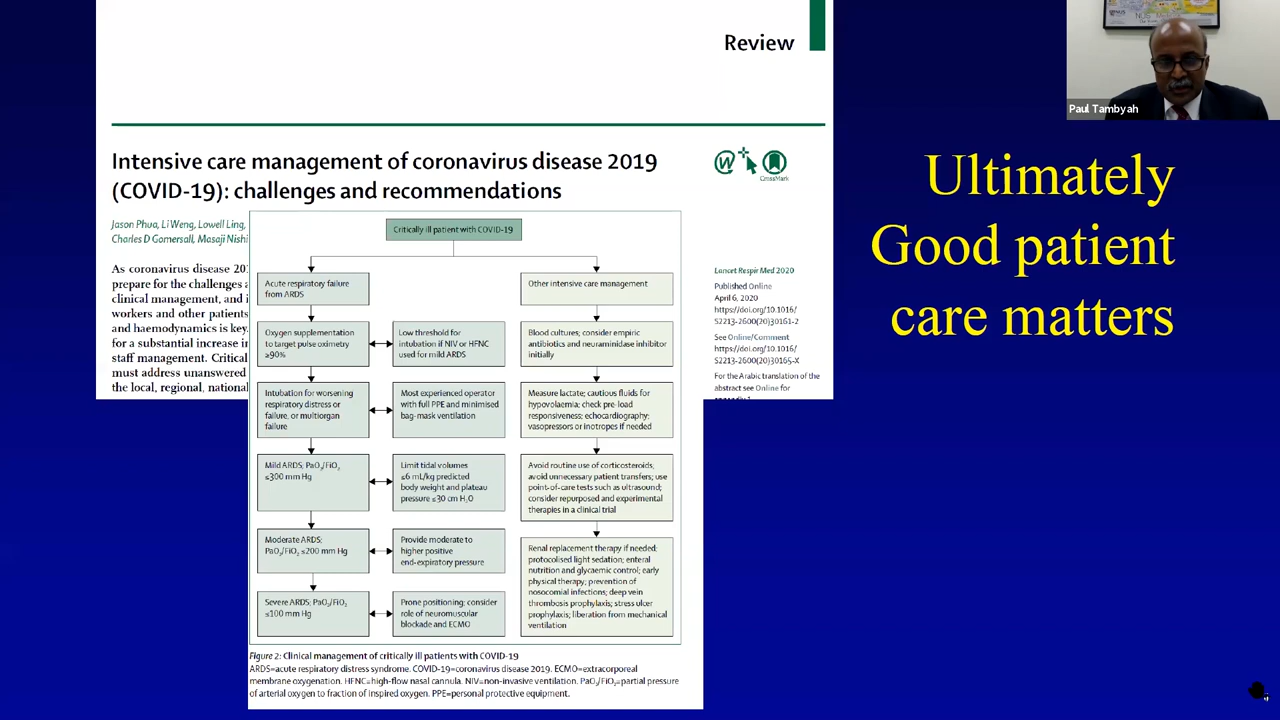 Review
Paul Tambyah
Intensive care management of coronavirus disease 2019
(COVID-19): challenges and recommendations
CrossMark
Jason Phua, Li Weng, Lowell Ling,
Charles D Gomersall, Masaji Nishi
As coronavirus disease 20
prepare for the challenges
clinical management, and
workers and other patients
and haemodynamics is key.
for a substantial increase in
staff management. Critical
must address unanswered
the local, regional, national
Lancet Respir Med 2020
Published Online
April 6, 2020
https://doi.org/10.1016/
S2213-2600(20)30161-2
See Online/Comment
https://doi.org/10.1016/
S2213-2600(20)30165-X
For the Arabic translation of the
abstract see Online for
Ultimately
Good patient
care matters
Critically ill patient with COVID-19
Acute respiratory failure
from ARDS
Other intensive care management
Oxygen supplementation
to target pulse oximetry
≥90%
Low threshold for
intubation if NIV or HFNC
used for mild ARDS
Blood cultures; consider empiric
antibiotics and neuraminidase inhibitor
initially
Intubation for worsening
respiratory distress or
failure, or multiorgan
failure
Most experienced operator
with full PPE and minimised
bag-mask ventilation
Measure lactate; cautious fluids for
hypovolaemia; check pre-load
responsiveness; echocardiography;
vasopressors or inotropes if needed
Mild ARDS; PaO₂/FiO₂
≤300 mm Hg
Limit tidal volumes
≤6 mL/kg predicted
body weight and plateau
pressure ≤30 cm H₂O
Avoid routine use of corticosteroids;
avoid unnecessary patient transfers; use
point-of-care tests such as ultrasound;
consider repurposed and experimental
therapies in a clinical trial
Moderate ARDS;
PaO₂/FiO₂ ≤200 mm Hg
Provide moderate to
higher positive
end-expiratory pressure
Renal replacement therapy if needed;
protocolised light sedation; enteral
nutrition and glycaemic control; early
physical therapy; prevention of
nosocomial infections; deep vein
thrombosis prophylaxis; stress ulcer
prophylaxis; liberation from mechanical
ventilation
Severe ARDS; PaO₂/FiO₂
≤100 mm Hg
Prone positioning; consider
role of neuromuscular
blockade and ECMO
Figure 2: Clinical management of critically ill patients with COVID-19
ARDS=acute respiratory distress syndrome. COVID-19=coronavirus disease 2019. ECMO=extracorporeal
membrane oxygenation. HFNC=high-flow nasal cannula. NIV=non-invasive ventilation. PaO₂/FiO₂=partial pressure
of arterial oxygen to fraction of inspired oxygen. PPE=personal protective equipment.